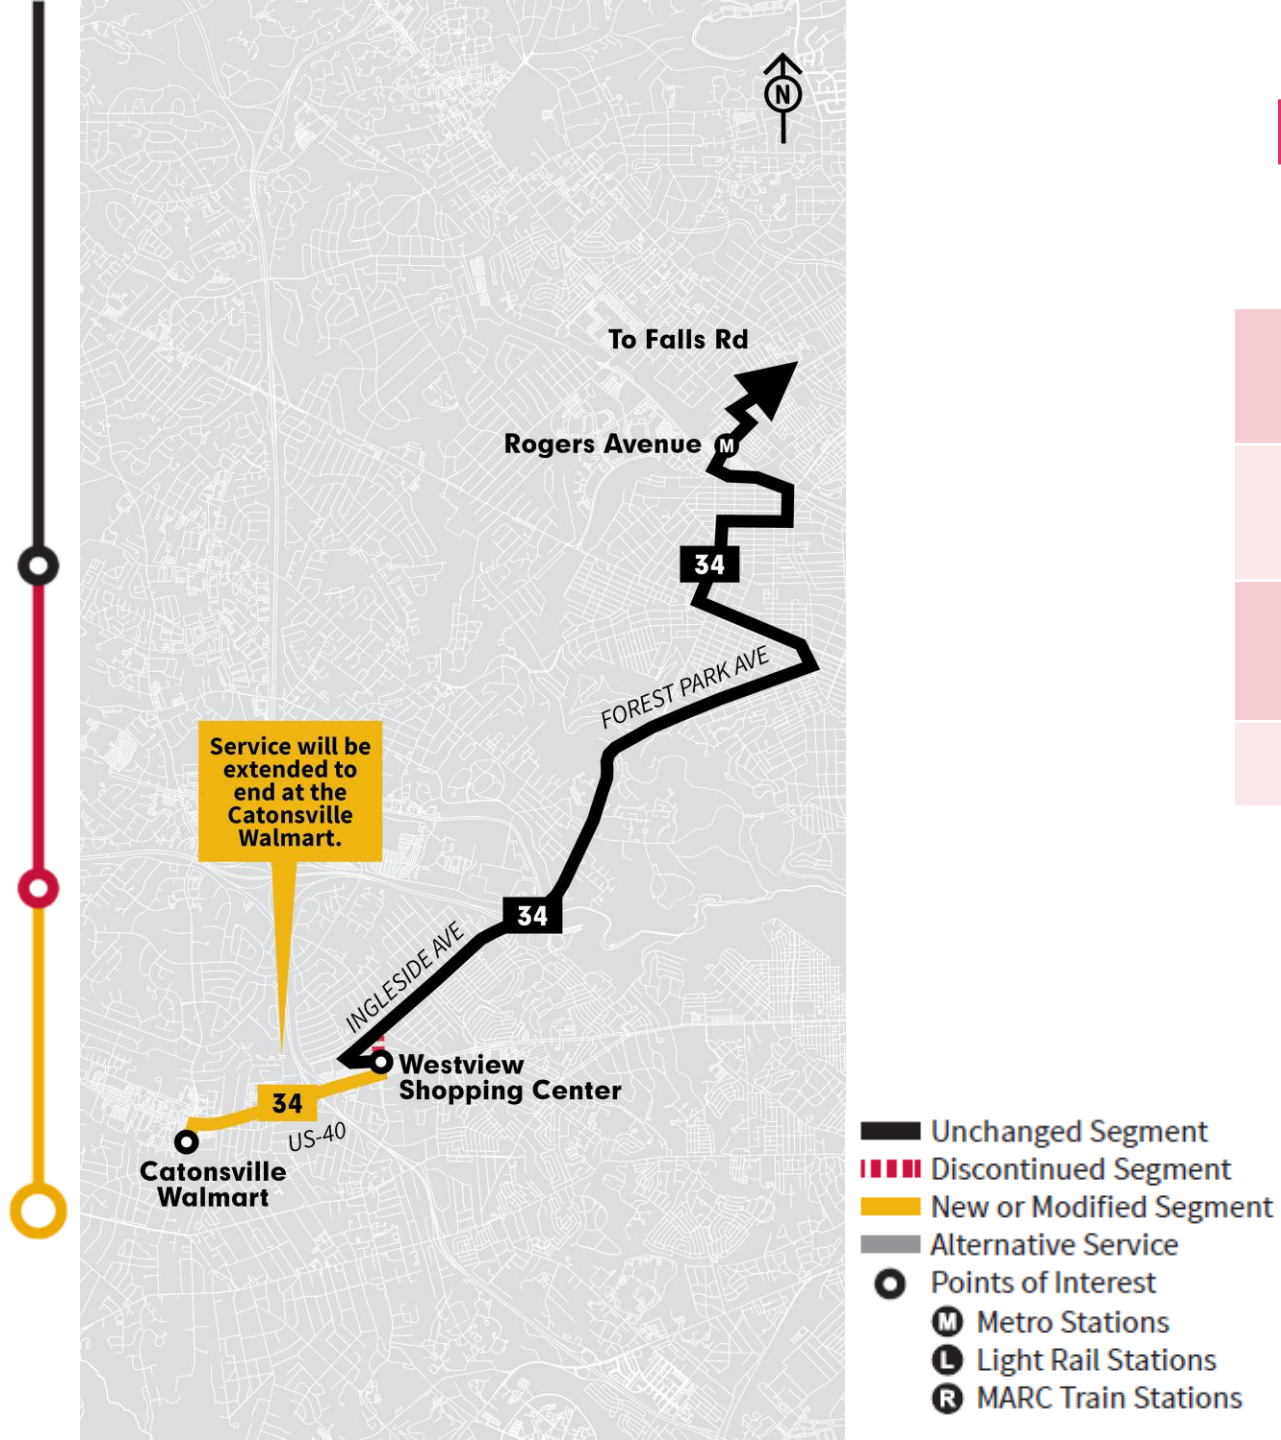 N
To Falls Rd
Rogers Avenue M
34
FOREST PARK AVE
Service will be
extended to
end at the
Catonsville
Walmart.
34
INGLESIDE AVE
Westview
Shopping Center
34
US-40
Catonsville
Walmart
Unchanged Segment
Discontinued Segment
New or Modified Segment
Alternative Service
Points of Interest
M Metro Stations
L Light Rail Stations
R MARC Train Stations